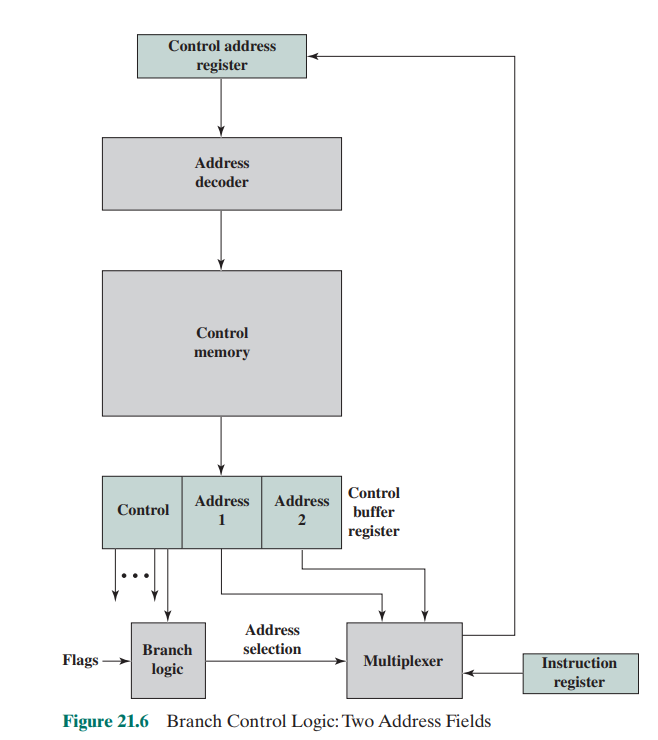 Control address
register
Address
decoder
Control
memory
Control
Address
1
Address
2
Control
buffer
register
Flags
Branch
logic
Address
selection
Multiplexer
Instruction
register
Figure 21.6 Branch Control Logic: Two Address Fields